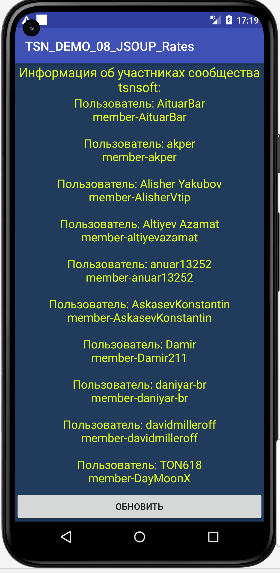 17:19
TSN_DEMO_08_JSOUP_Rates
Информация об участниках сообщества
tsnsoft:
Пользователь: AituarBar
member-AituarBar
Пользователь: akper
member-akper
Пользователь: Alisher Yakubov
member-AlisherVtip
Пользователь: Altiyev Azamat
member-altiyevazamat
Пользователь: anuar13252
member-anuar13252
Пользователь: AskasevKonstantin
member-AskasevKonstantin
Пользователь: Damir
member-Damir211
Пользователь: daniyar-br
member-daniyar-br
Пользователь: davidmilleroff
member-davidmilleroff
Пользователь: TON618
member-DayMoonX
ОБНОВИТЬ